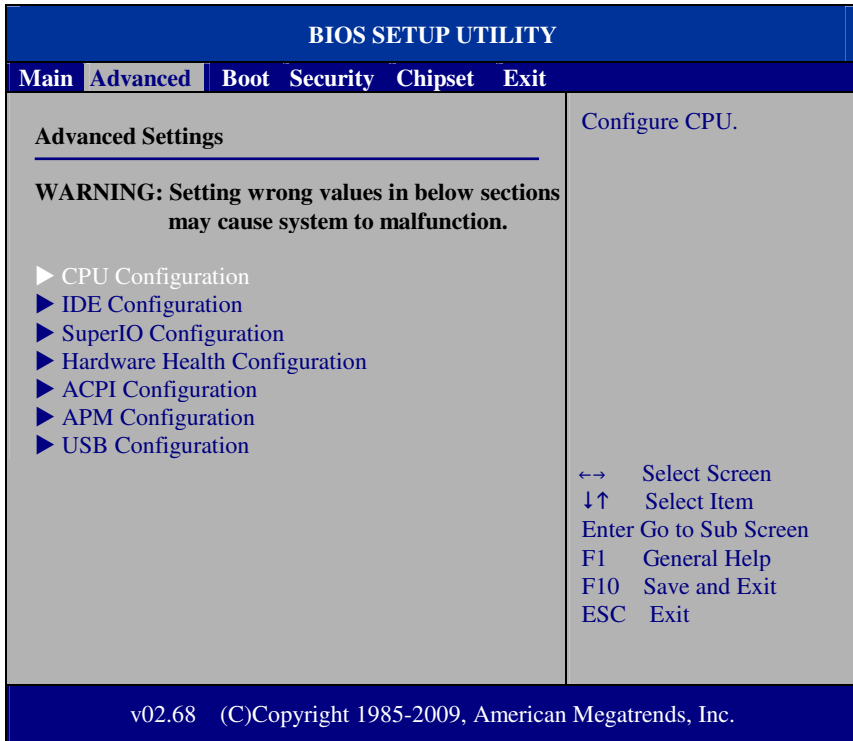 BIOS SETUP UTILITY
Main Advanced Boot Security Chipset Exit
Advanced Settings
WARNING: Setting wrong values in below sections
may cause system to malfunction.
▶ CPU Configuration
▶ IDE Configuration
▶ SuperIO Configuration
▶ Hardware Health Configuration
▶ ACPI Configuration
▶ APM Configuration
▶ USB Configuration
Configure CPU.
←→ Select Screen
↓↑ Select Item
Enter Go to Sub Screen
F1 General Help
F10 Save and Exit
ESC Exit
v02.68 (C)Copyright 1985-2009, American Megatrends, Inc.